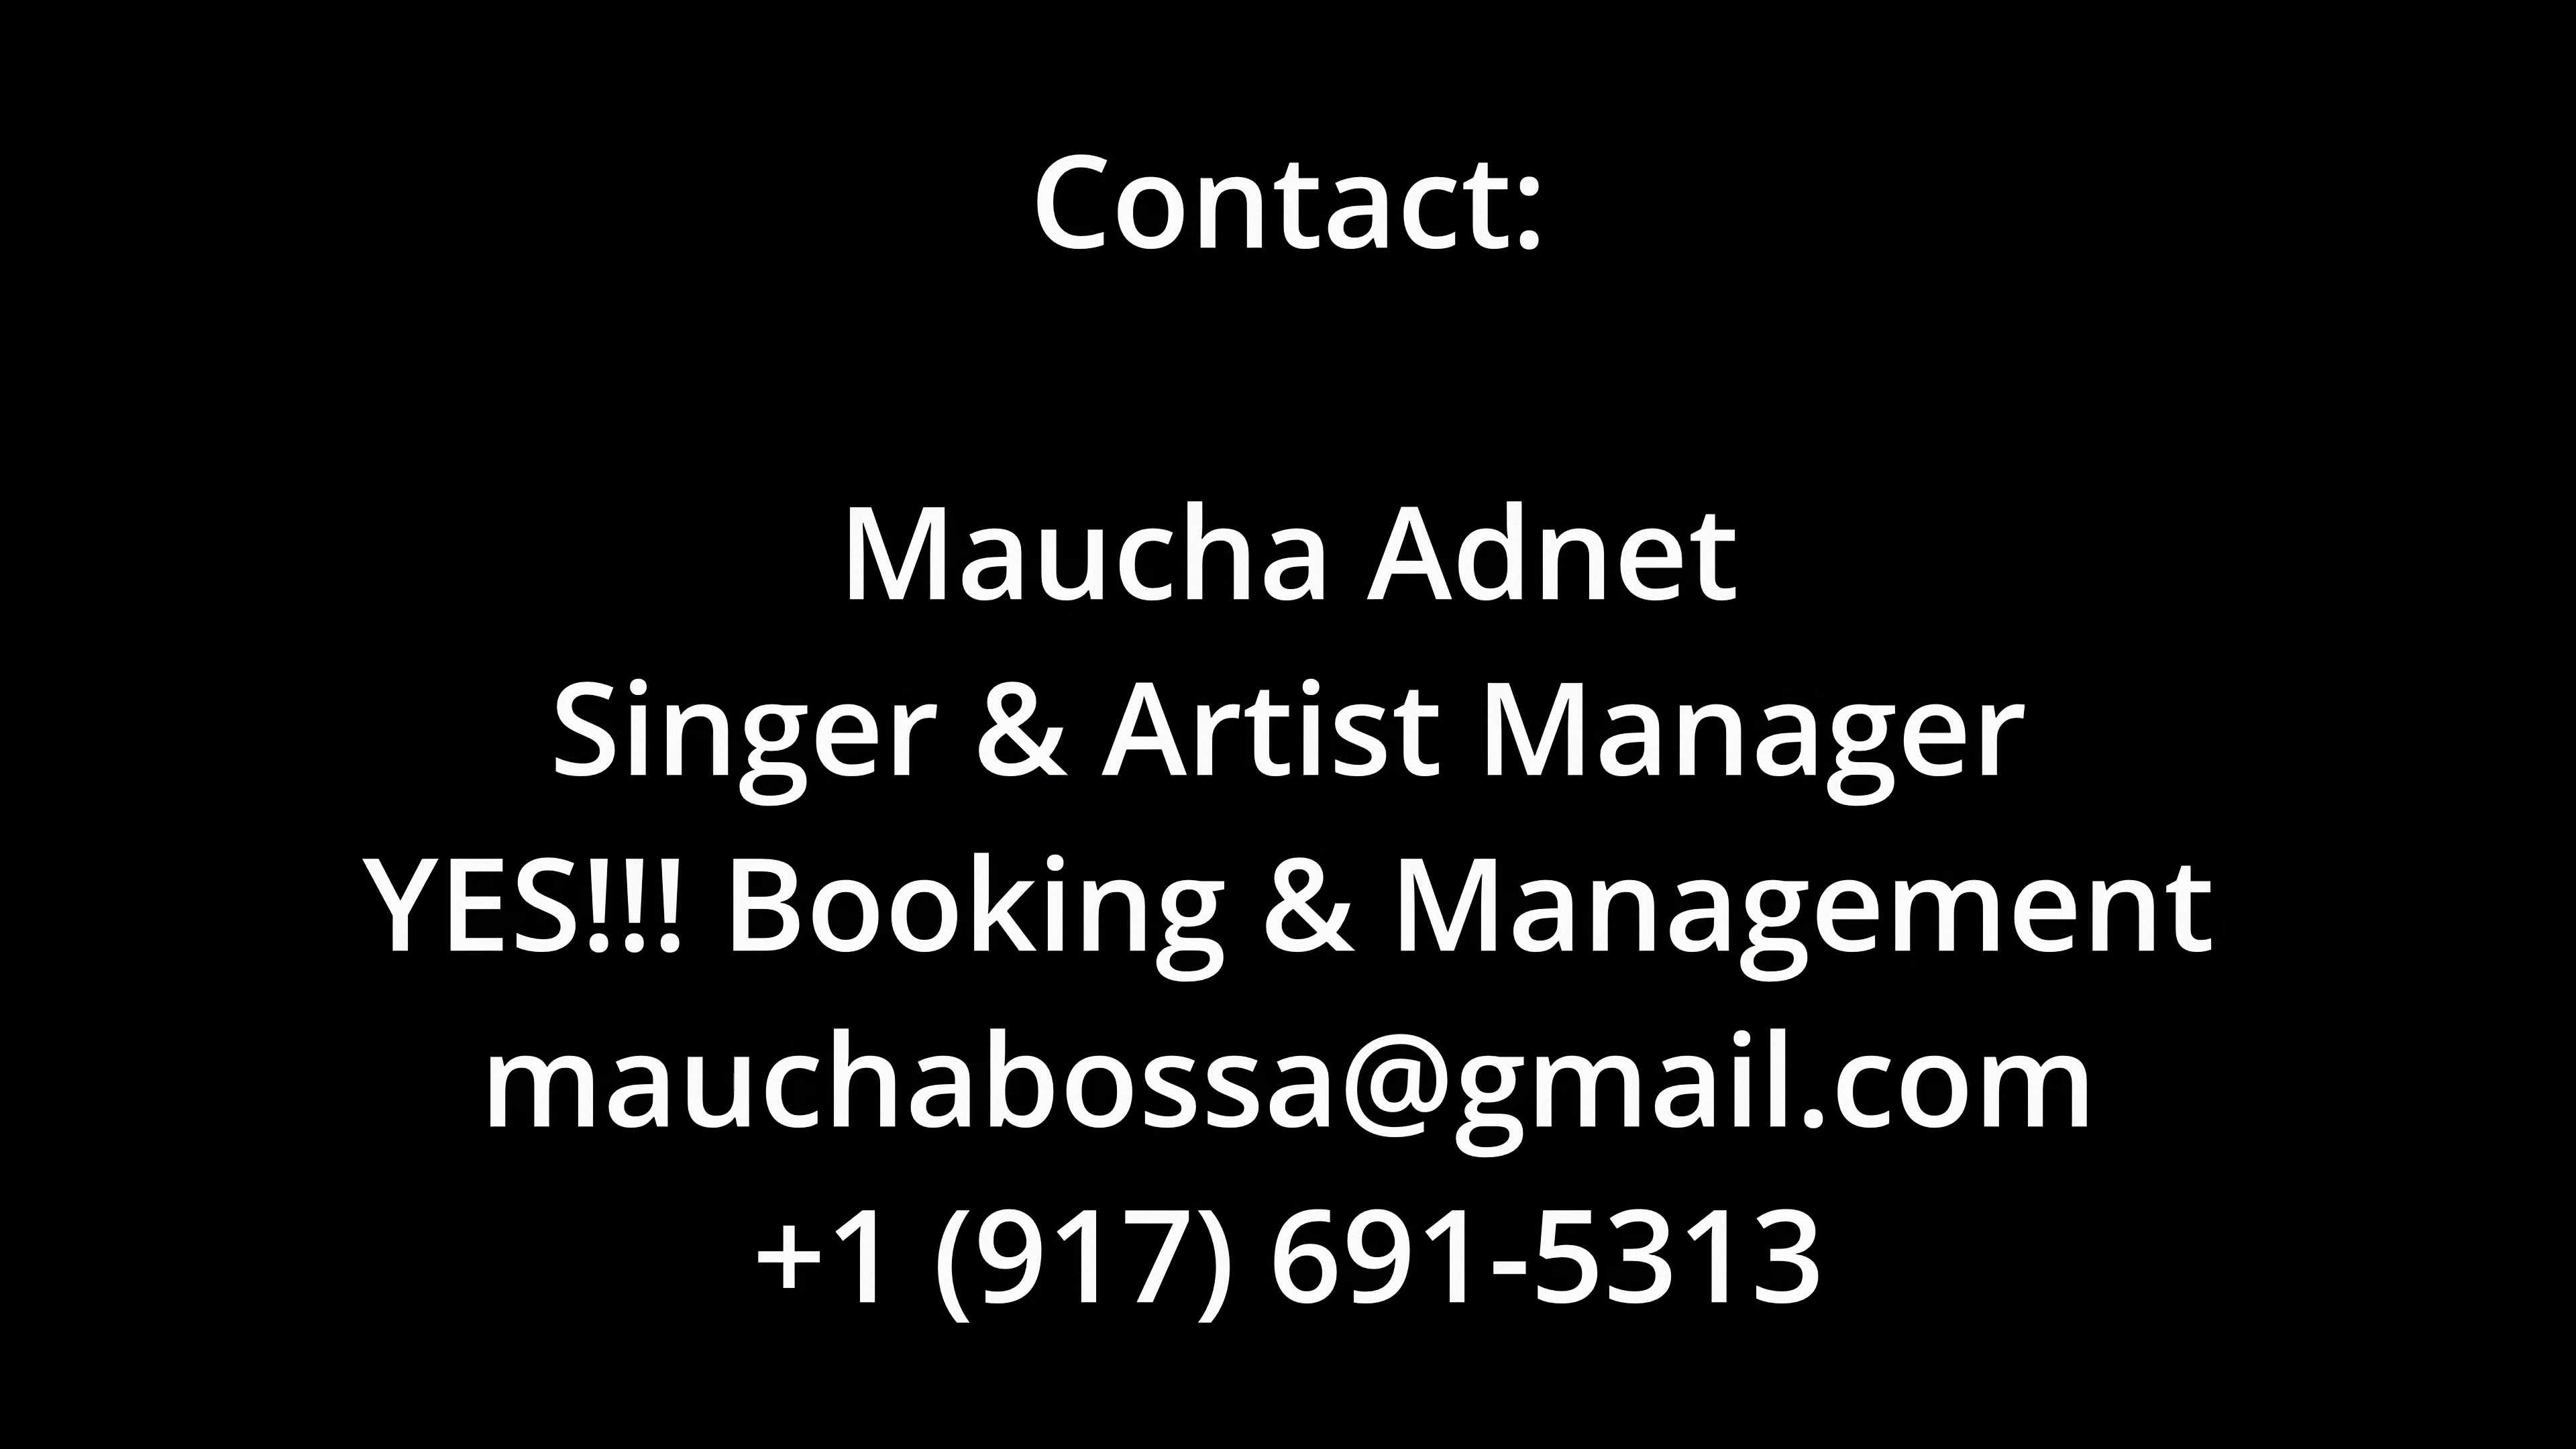 Contact:
Maucha Adnet
Singer & Artist Manager
YES!!! Booking & Management
mauchabossa@gmail.com
+1 (917) 691-5313